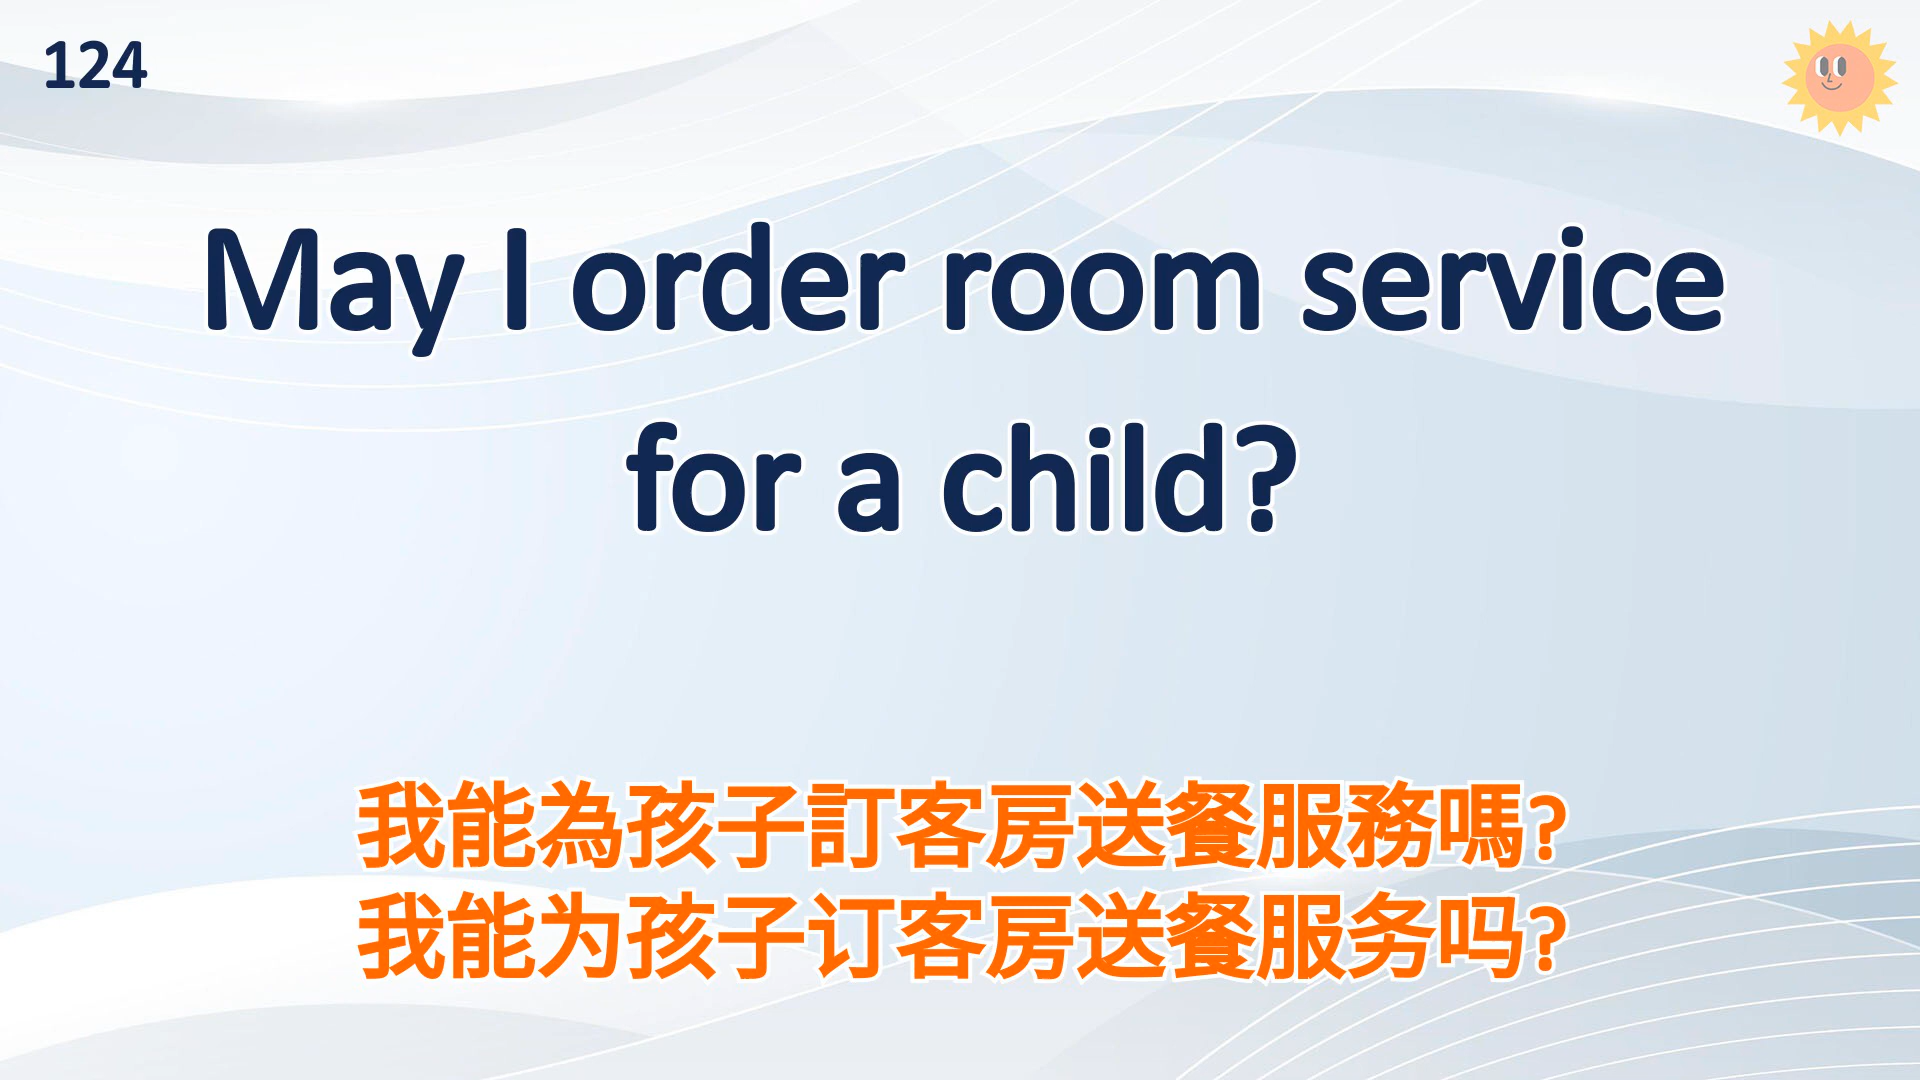 124
May I order room service
for a child?
我能為孩子訂客房送餐服務嗎?
我能为孩子订客房送餐服务吗?